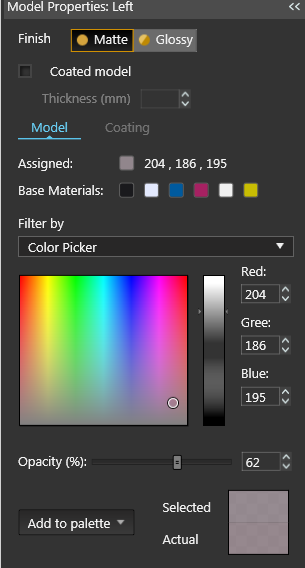 Model Properties: Left <<
Finish Matte Glossy
Coated model
Thickness (mm)
Model Coating
Assigned: 204 , 186 , 195
Base Materials:
Filter by
Color Picker
Red:
204
Gree:
186
Blue:
195
Opacity (%): 62
Add to palette
Selected
Actual